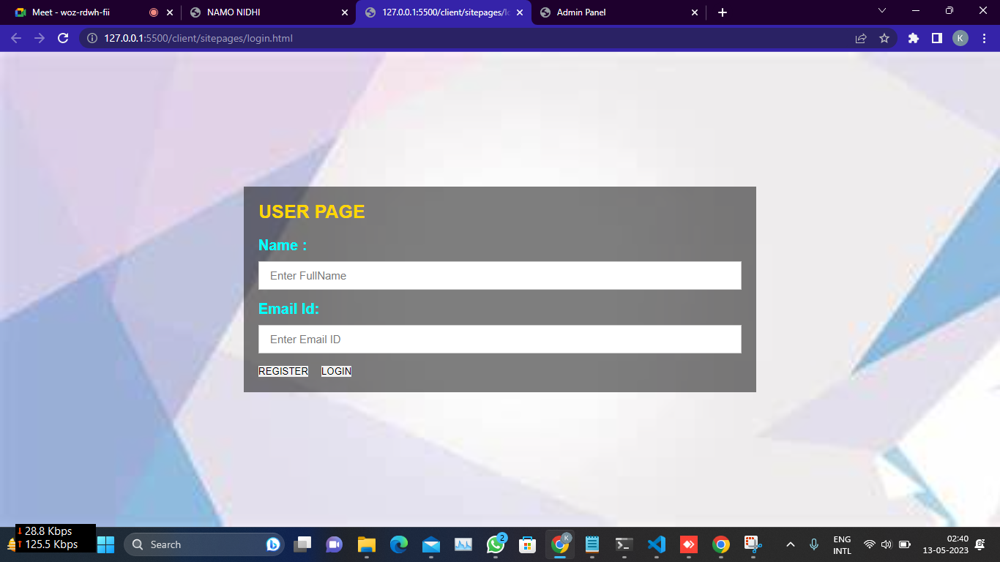 Meet - woz-rdwh-fii
NAMO NIDHI
127.0.0.1:5500/client/sitepages/lo
Admin Panel
127.0.0.1:5500/client/sitepages/login.html
K
USER PAGE
Name :
Enter FullName
Email Id:
Enter Email ID
REGISTER LOGIN
28.8 Kbps
125.5 Kbps
Search
2
K
ENG
INTL
02:40
13-05-2023